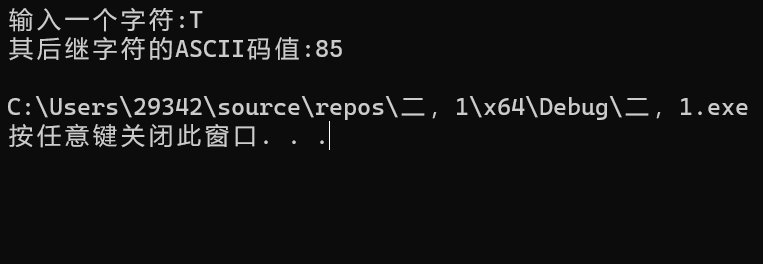 输入一个字符:T
其后继字符的ASCII码值:85
C:\Users\29342\source\repos\二, 1\x64\Debug\二, 1.exe
按任意键关闭此窗口. . .